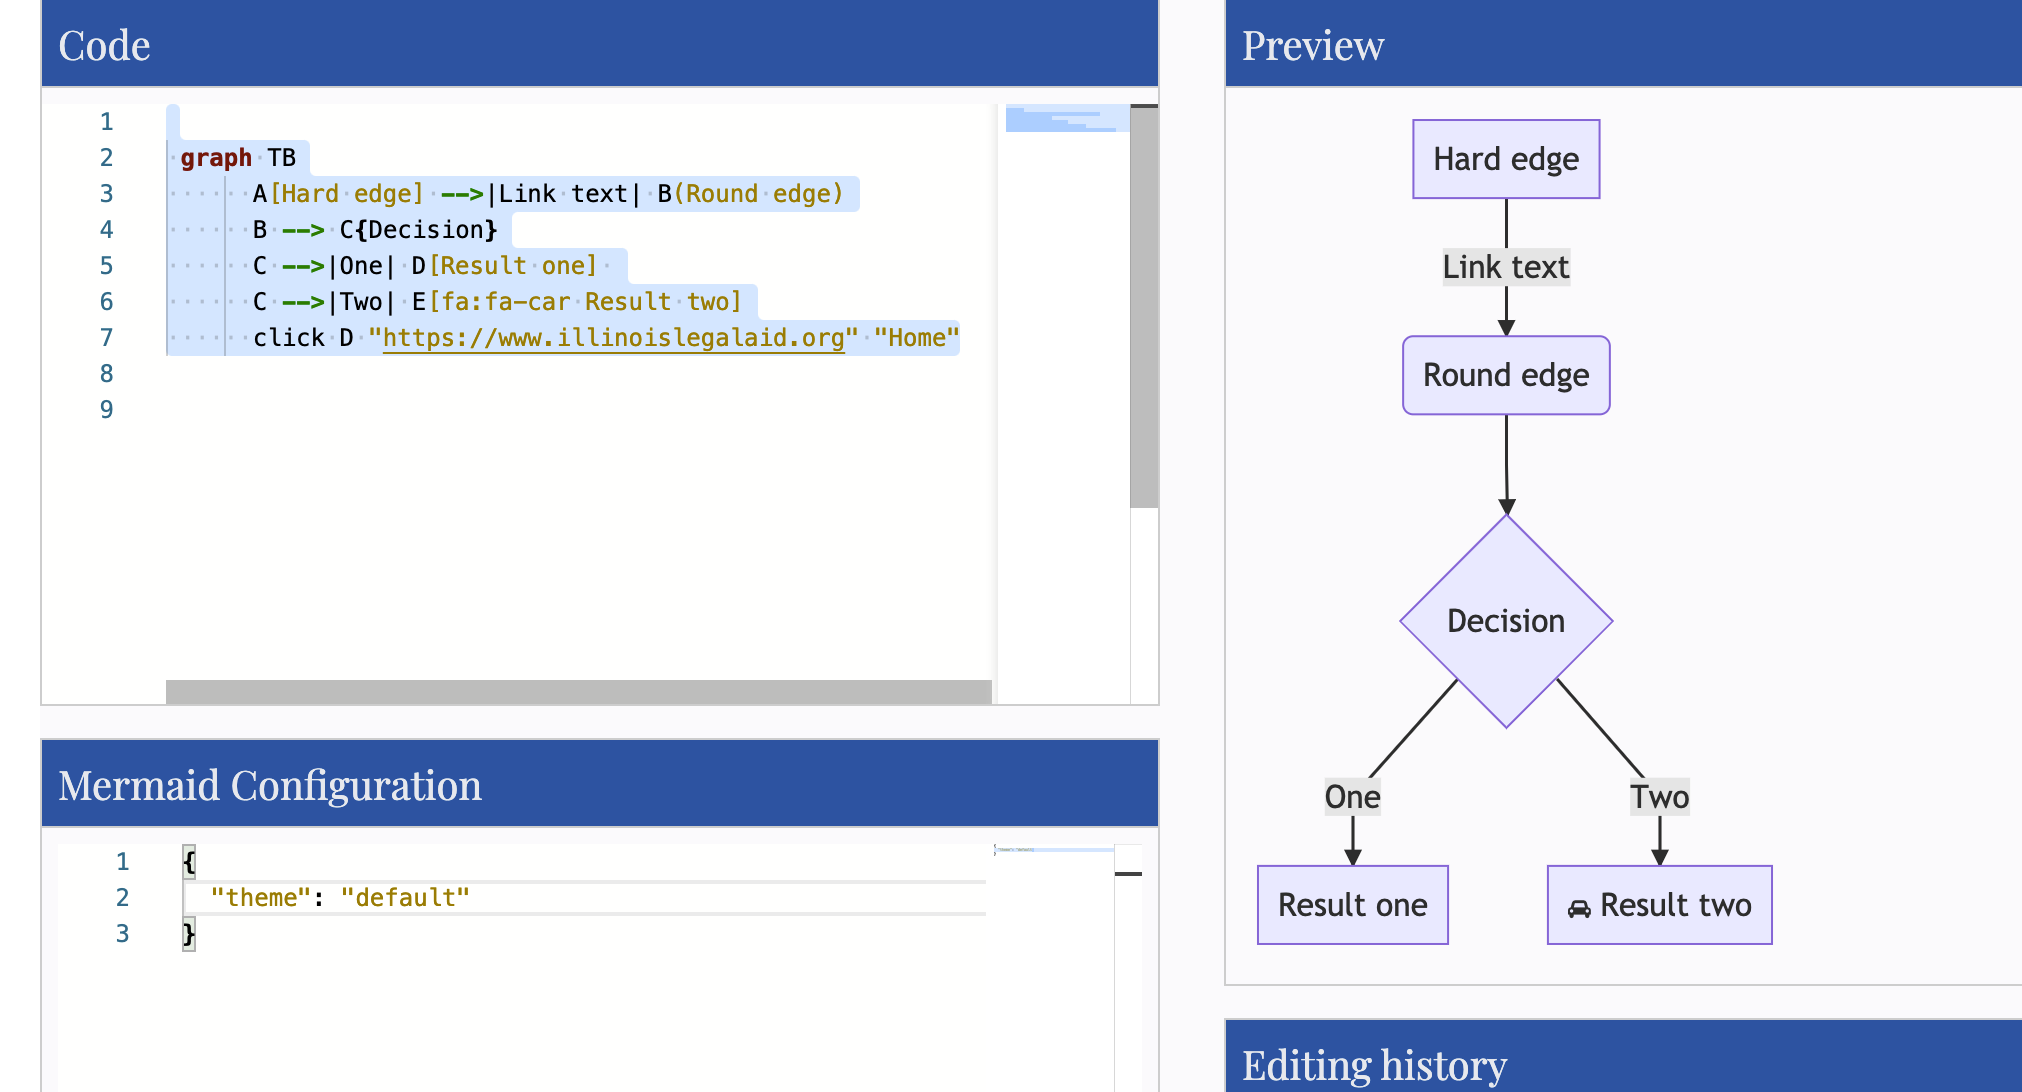 Code
1
2 graph TB
3 A[Hard edge] -->|Link text| B(Round edge)
4 B --> C{Decision}
5 C -->|One| D[Result one]
6 C -->|Two| E[fa:fa-car Result two]
7 click D "https://www.illinoislegalaid.org" "Home"
8
9
Mermaid Configuration
1 {
2 "theme": "default"
3 }
Preview
Hard edge
Link text
Round edge
Decision
One Two
Result one Result two
Editing history